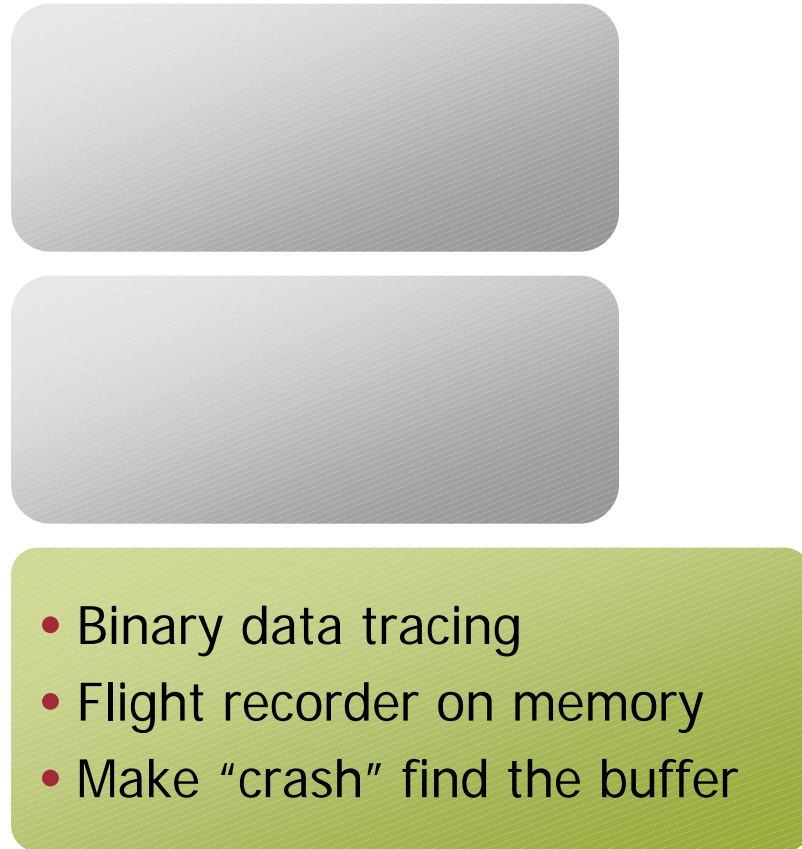 • Binary data tracing
• Flight recorder on memory
• Make “crash” find the buffer